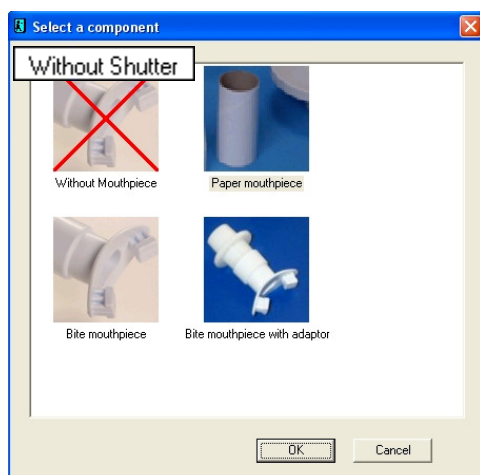 Select a component
Without Shutter
Without Mouthpiece
Paper mouthpiece
Bite mouthpiece
Bite mouthpiece with adaptor
OK
Cancel